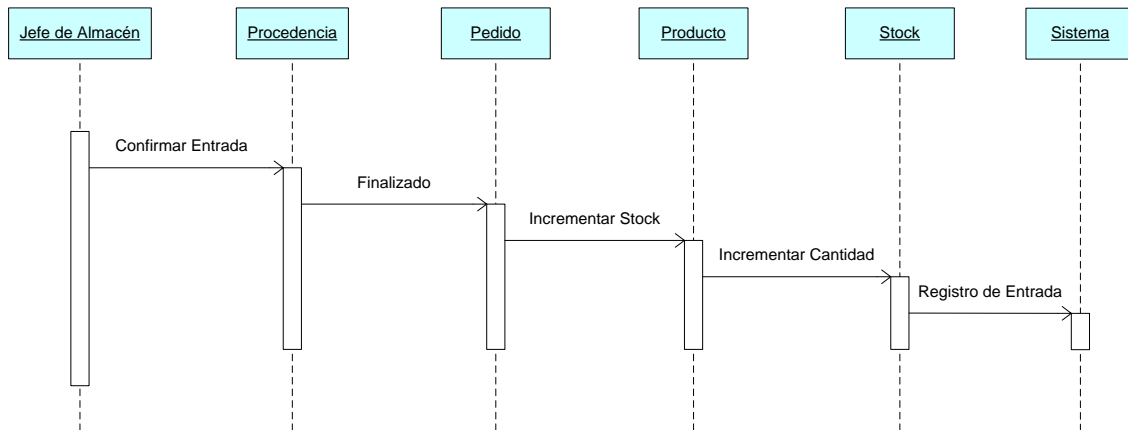 Jefe de Almacén
Procedencia
Pedido
Producto
Stock
Sistema
Confirmar Entrada
Finalizado
Incrementar Stock
Incrementar Cantidad
Registro de Entrada